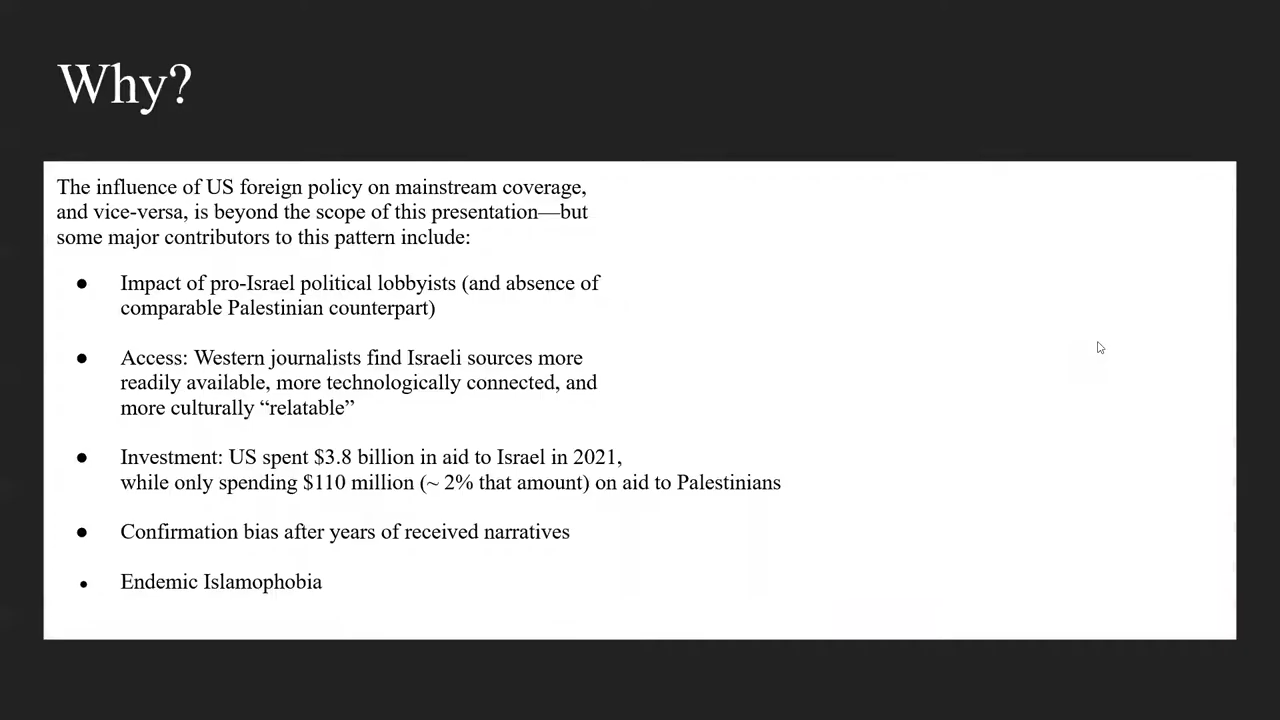 Why?
The influence of US foreign policy on mainstream coverage,
and vice-versa, is beyond the scope of this presentation—but
some major contributors to this pattern include:
● Impact of pro-Israel political lobbyists (and absence of
comparable Palestinian counterpart)
● Access: Western journalists find Israeli sources more
readily available, more technologically connected, and
more culturally “relatable”
● Investment: US spent $3.8 billion in aid to Israel in 2021,
while only spending $110 million (~ 2% that amount) on aid to Palestinians
● Confirmation bias after years of received narratives
● Endemic Islamophobia